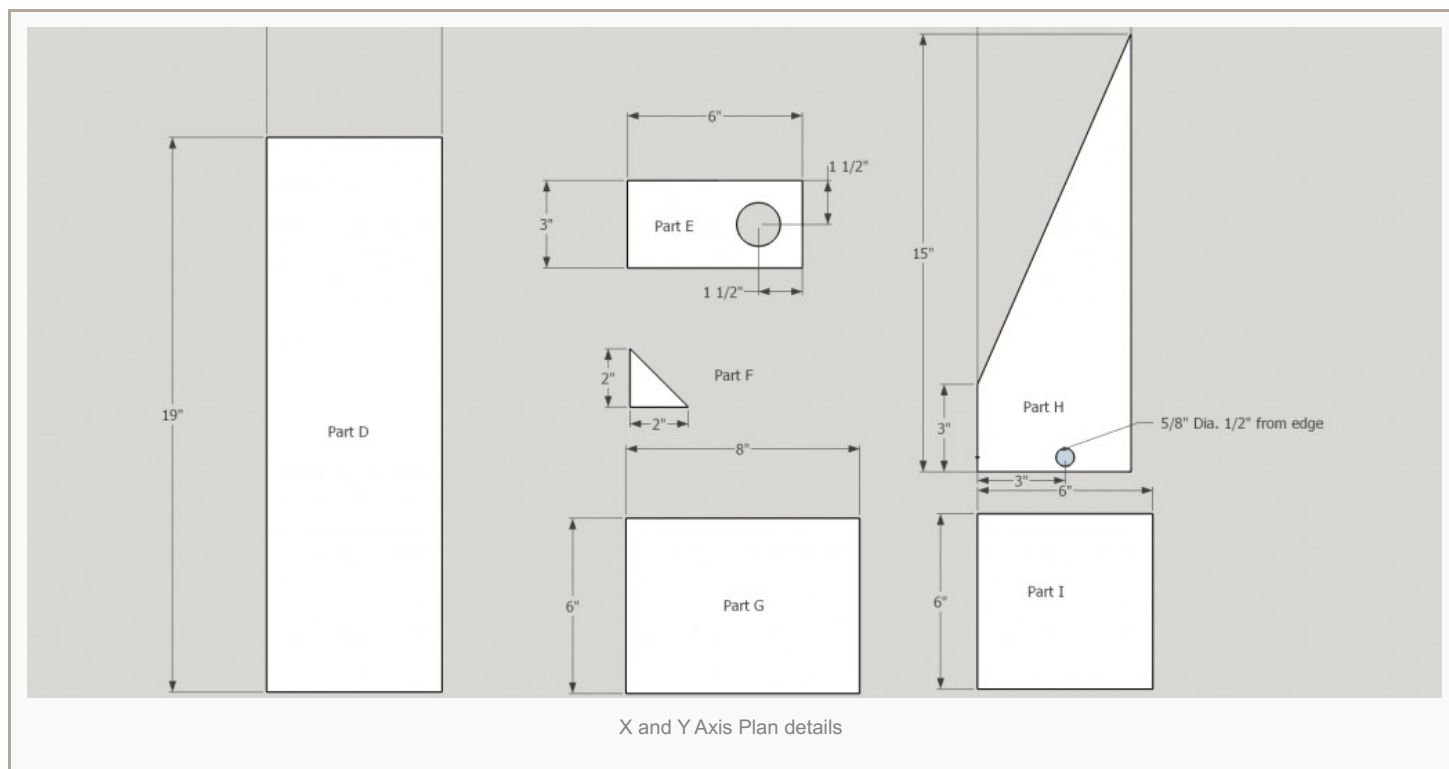 19"
Part D
6"
1 1/2"
3"
Part E
1 1/2"
2"
Part F
2"
8"
6"
Part G
15"
3"
Part H
5/8" Dia. 1/2" from edge
3"
6"
6"
Part I
X and Y Axis Plan details